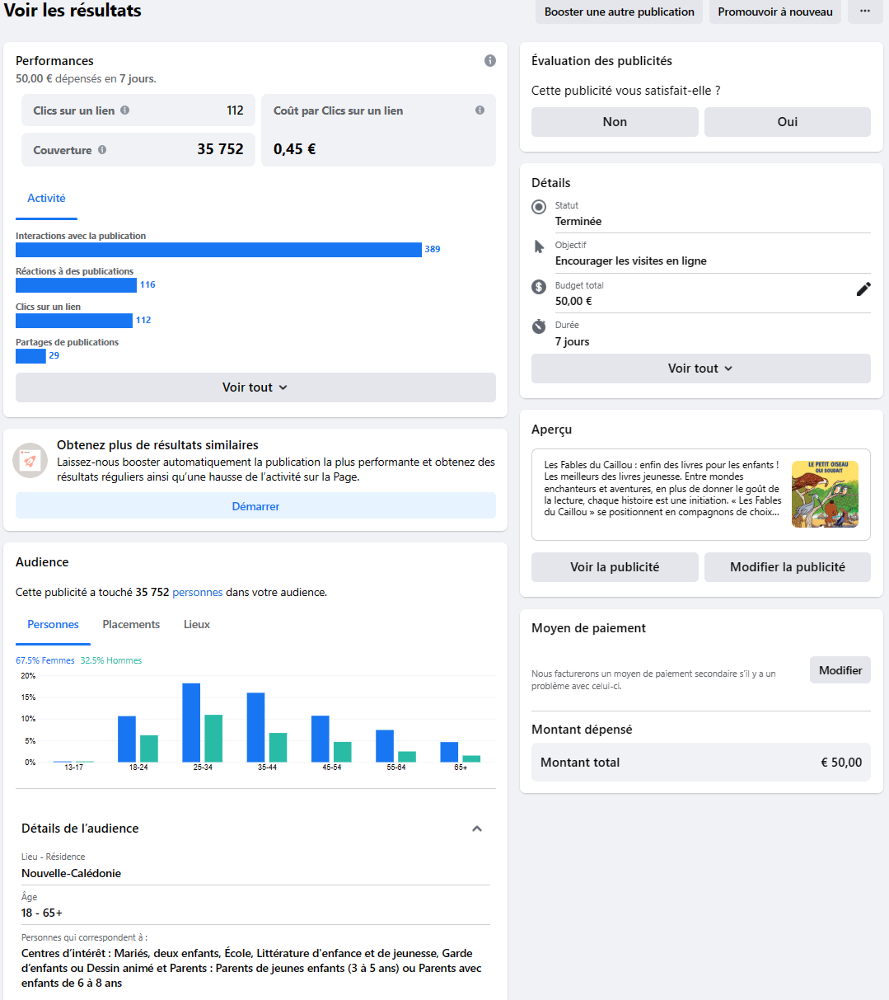 Voir les résultats
Booster une autre publication
Promouvoir à nouveau
...
Performances
50,00 € dépensés en 7 jours.
Clics sur un lien 112
Couverture 35 752
Coût par Clics sur un lien
0,45 €
Activité
Interactions avec la publication
389
Réactions à des publications
116
Clics sur un lien
112
Partages de publications
29
Voir tout
Obtenez plus de résultats similaires
Laissez-nous booster automatiquement la publication la plus performante et obtenez des
résultats réguliers ainsi qu'une hausse de l'activité sur la Page.
Démarrer
Audience
Cette publicité a touché 35 752 personnes dans votre audience.
Personnes Placements Lieux
67.5% Femmes 32.5% Hommes
20%
15%
10%
5%
0%
13-17 18-24 25-34 35-44 45-54 55-64 65+
Détails de l'audience
Lieu - Résidence
Nouvelle-Calédonie
Âge
18 - 65+
Personnes qui correspondent à :
Centres d'intérêt : Mariés, deux enfants, École, Littérature d'enfance et de jeunesse, Garde
d'enfants ou Dessin animé et Parents : Parents de jeunes enfants (3 à 5 ans) ou Parents avec
enfants de 6 à 8 ans
Évaluation des publicités
Cette publicité vous satisfait-elle ?
Non
Oui
Détails
Statut
Terminée
Objectif
Encourager les visites en ligne
Budget total
50,00 €
Durée
7 jours
Voir tout
Aperçu
Les Fables du Caillou : enfin des livres pour les enfants !
Les meilleurs des livres jeunesse. Entre mondes
enchanteurs et aventures, en plus de donner le goût de
la lecture, chaque histoire est une initiation. « Les Fables
du Caillou » se positionnent en compagnons de choix...
LE PETIT OISEAU
QUI BOUDAIT
Voir la publicité
Modifier la publicité
Moyen de paiement
Nous facturerons un moyen de paiement secondaire s'il y a un
problème avec celui-ci.
Modifier
Montant dépensé
Montant total € 50,00